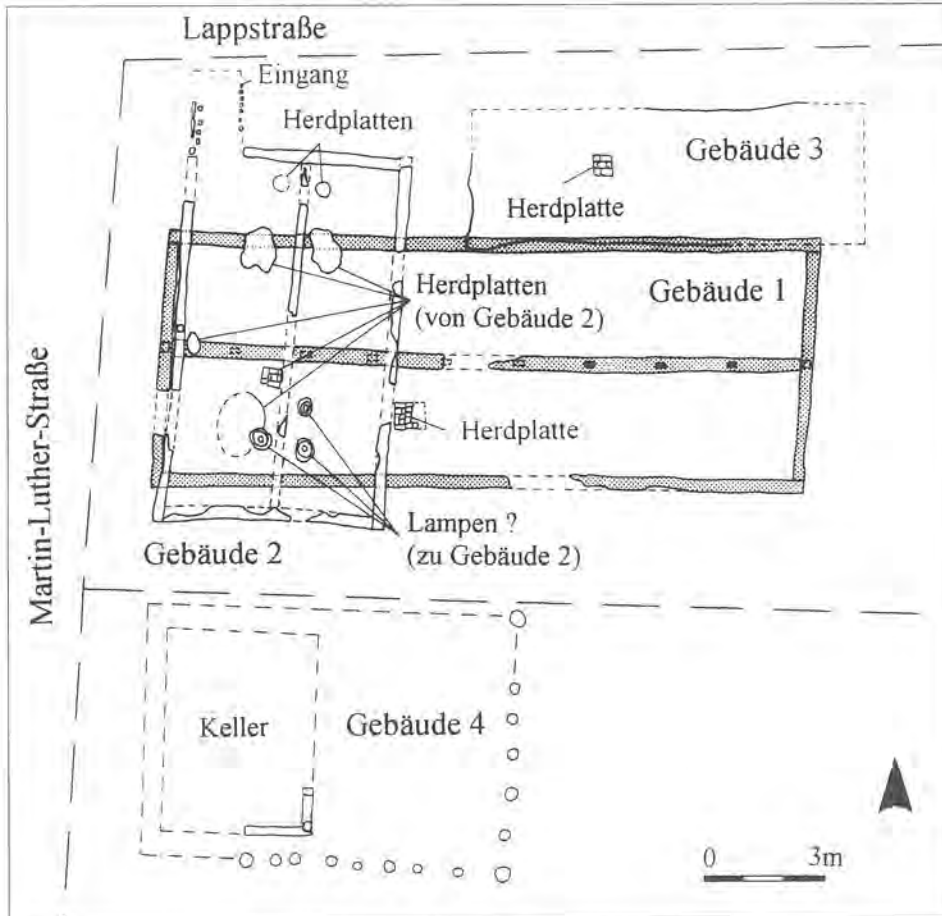 Lappstraße
Eingang
Herdplatten
Gebäude 3
Herdplatte
Herdplatten
(von Gebäude 2)
Gebäude 1
Martin-Luther-Straße
Herdplatte
Lampen ?
(zu Gebäude 2)
Gebäude 2
Keller
Gebäude 4
0
3m